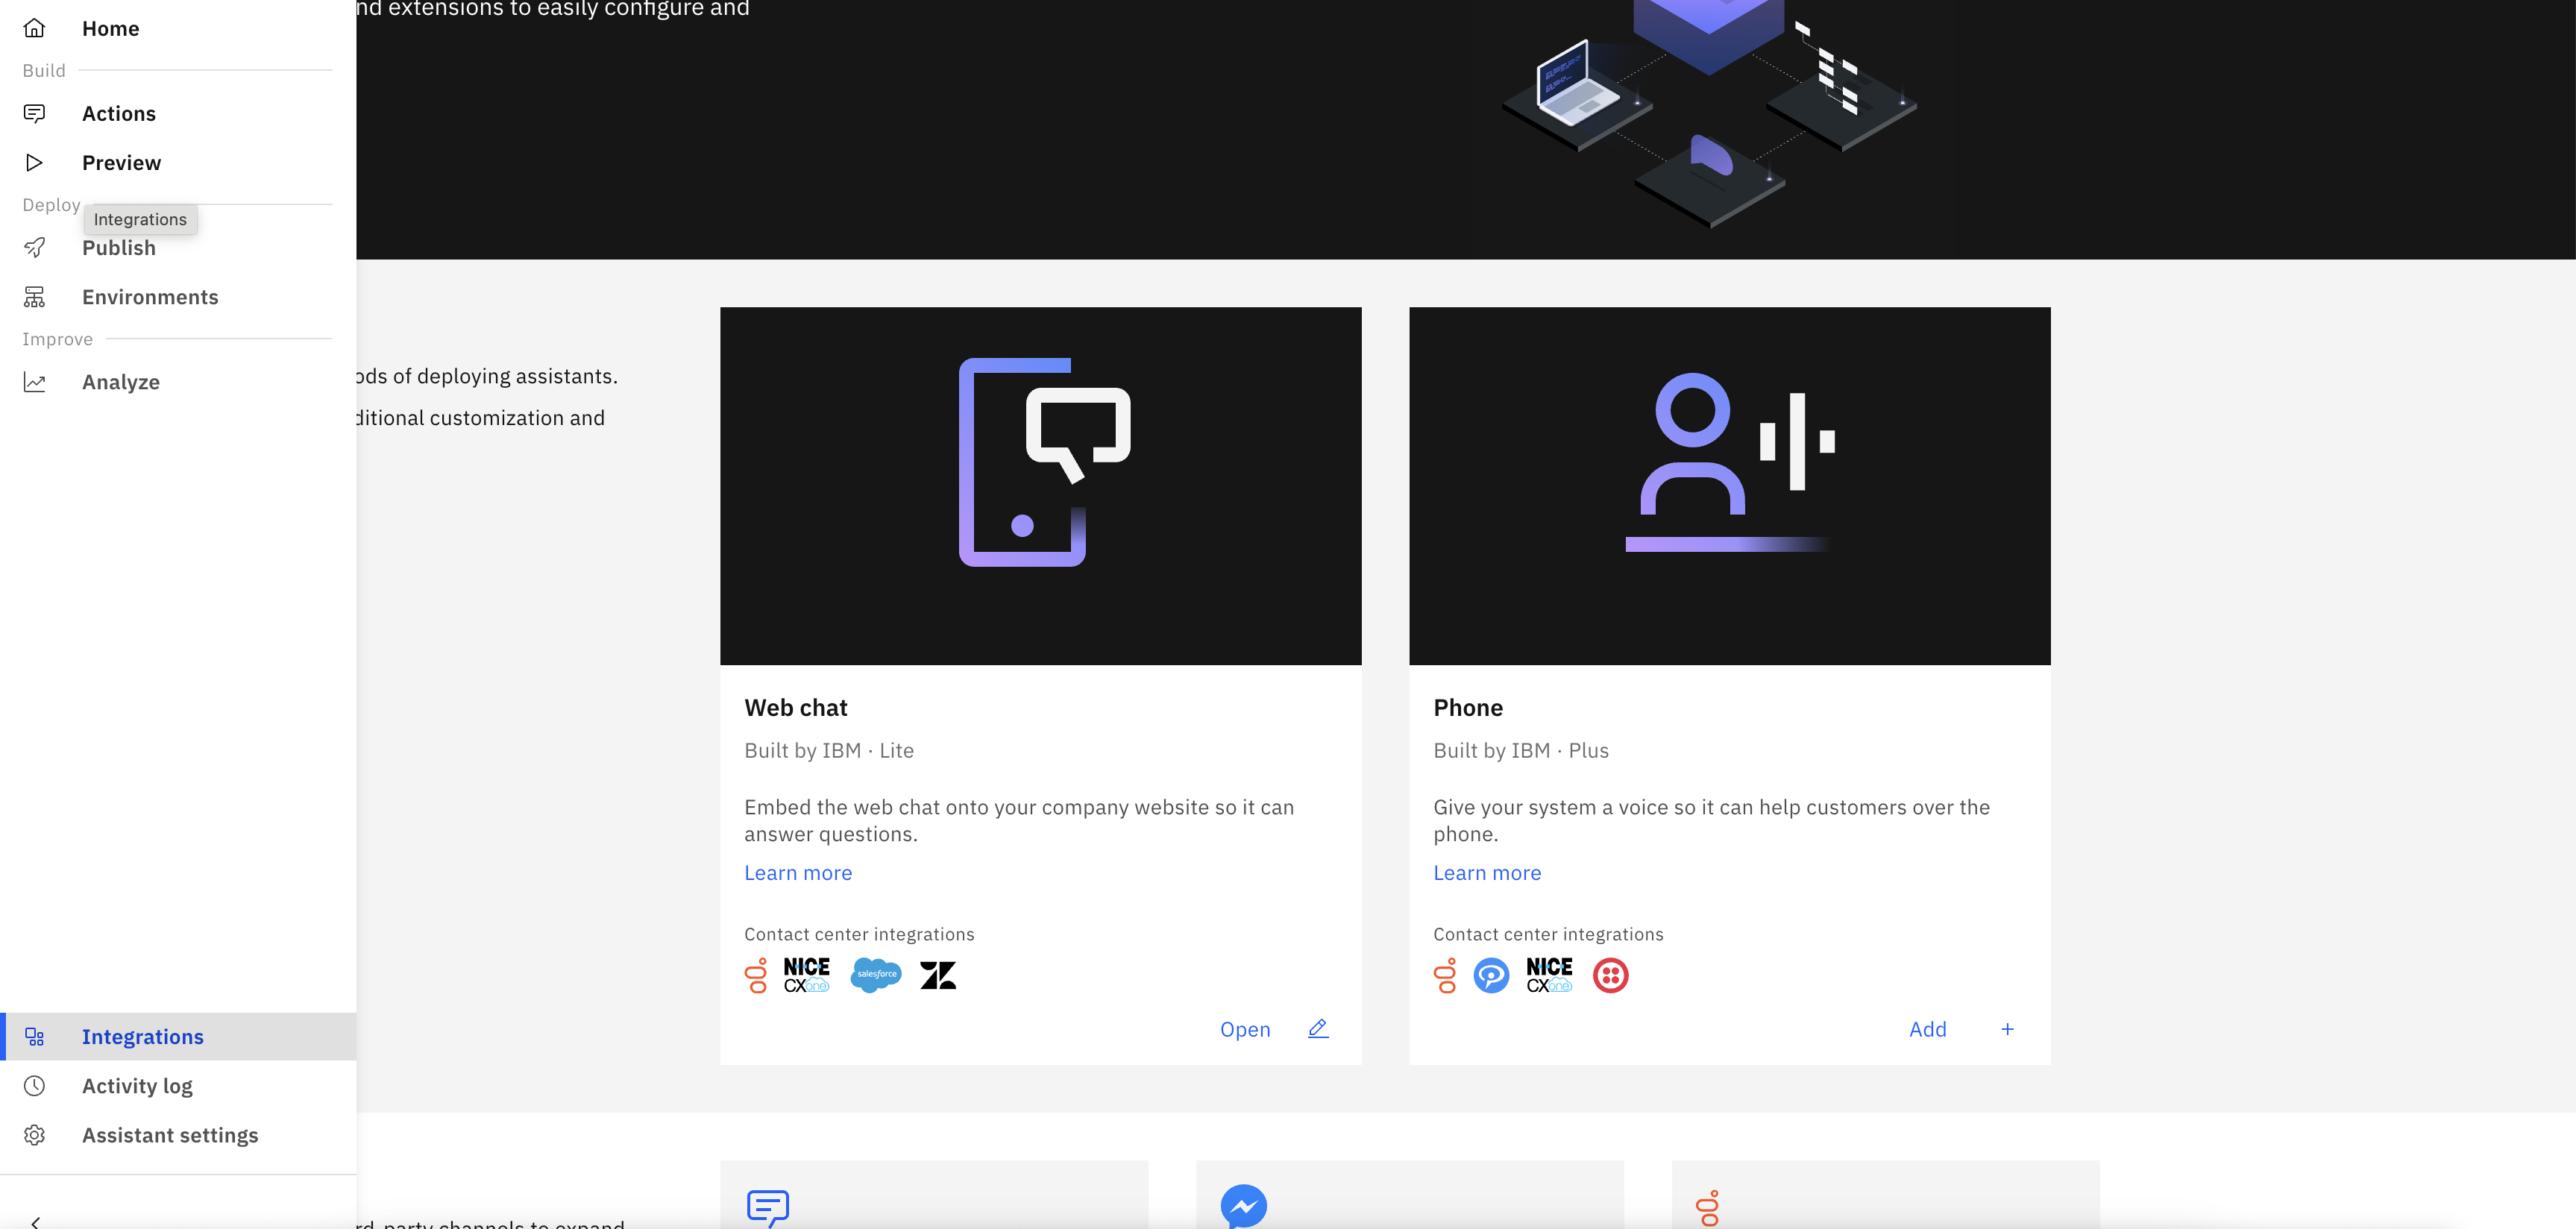 Home
Build
Actions
Preview
Deploy
Integrations
Publish
Environments
Improve
Analyze
Integrations
Activity log
Assistant settings
nd extensions to easily configure and
ods of deploying assistants.
ditional customization and
Web chat
Built by IBM · Lite
Embed the web chat onto your company website so it can
answer questions.
Learn more
Contact center integrations
NICE
CXone
salesforce
Open
Phone
Built by IBM · Plus
Give your system a voice so it can help customers over the
phone.
Learn more
Contact center integrations
NICE
CXone
Add
rd-party channels to expand